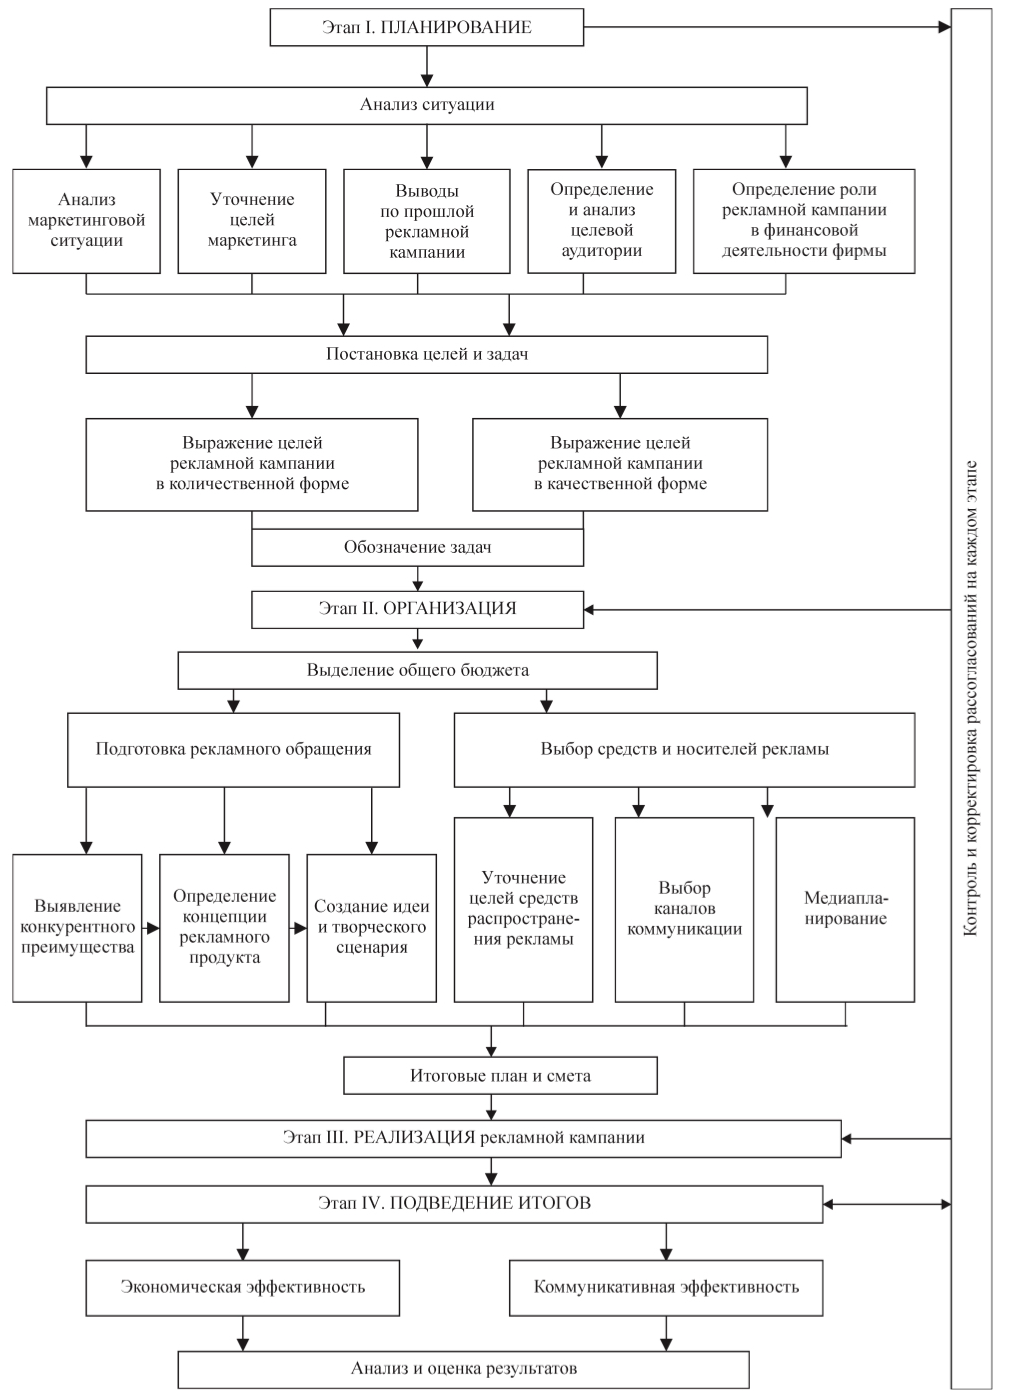 Этап I. ПЛАНИРОВАНИЕ
Анализ ситуации
Анализ
маркетинговой
ситуации
Уточнение
целей
маркетинга
Выводы
по прошлой
рекламной
кампании
Определение
и анализ
целевой
аудитории
Определение роли
рекламной кампании
в финансовой
деятельности фирмы
Постановка целей и задач
Выражение целей
рекламной кампании
в количественной форме
Выражение целей
рекламной кампании
в качественной форме
Обозначение задач
Этап II. ОРГАНИЗАЦИЯ
Выделение общего бюджета
Подготовка рекламного обращения
Выбор средств и носителей рекламы
Выявление
конкурентного
преимущества
Определение
концепции
рекламного
продукта
Создание идеи
и творческого
сценария
Уточнение
целей средств
распростране-
ния рекламы
Выбор
каналов
коммуникации
Медиапла-
нирование
Итоговые план и смета
Этап III. РЕАЛИЗАЦИЯ рекламной кампании
Этап IV. ПОДВЕДЕНИЕ ИТОГОВ
Экономическая эффективность
Коммуникативная эффективность
Анализ и оценка результатов
Контроль и корректировка рассогласований на каждом этапе